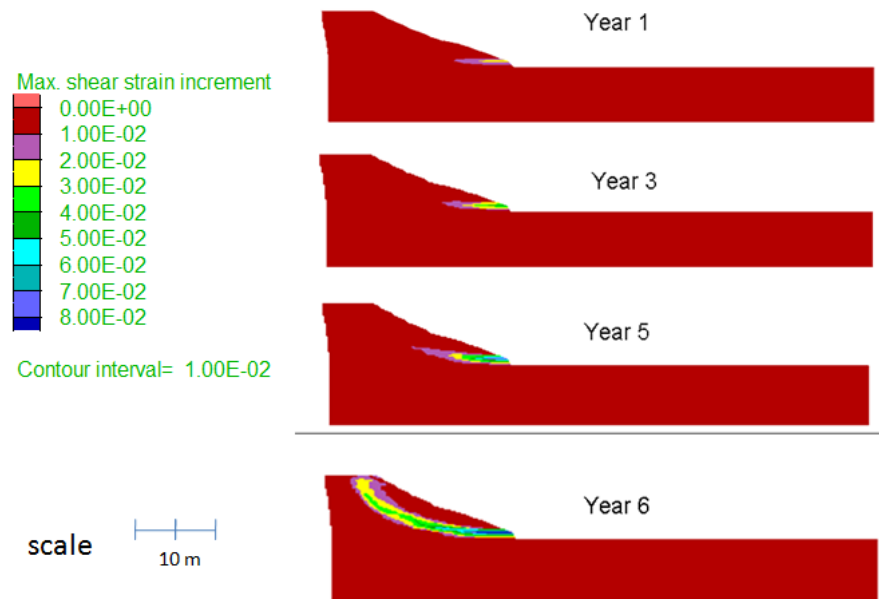 Year 1
Max. shear strain increment
0.00E+00
1.00E-02
2.00E-02
3.00E-02
4.00E-02
5.00E-02
6.00E-02
7.00E-02
8.00E-02
Contour interval= 1.00E-02
Year 3
Year 5
Year 6
scale
10 m